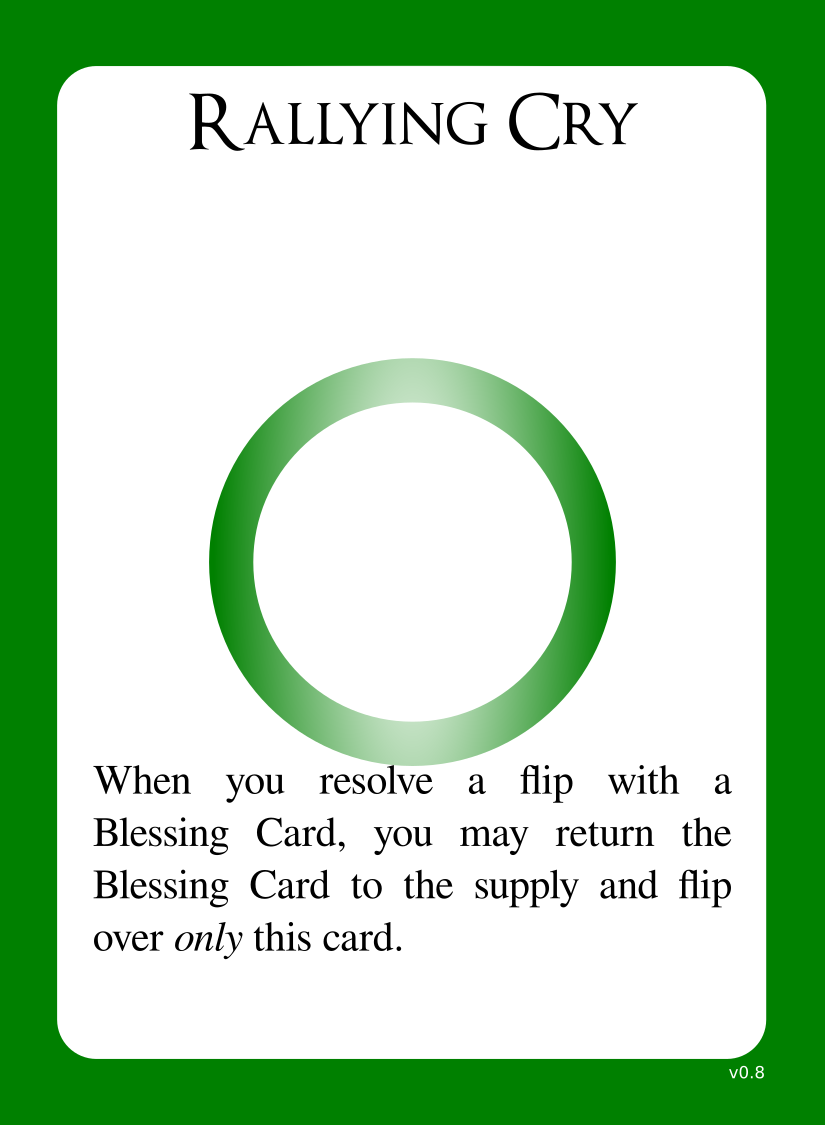 Rallying Cry
When you resolve a flip with a
Blessing Card, you may return the
Blessing Card to the supply and flip
over only this card.
v0.8